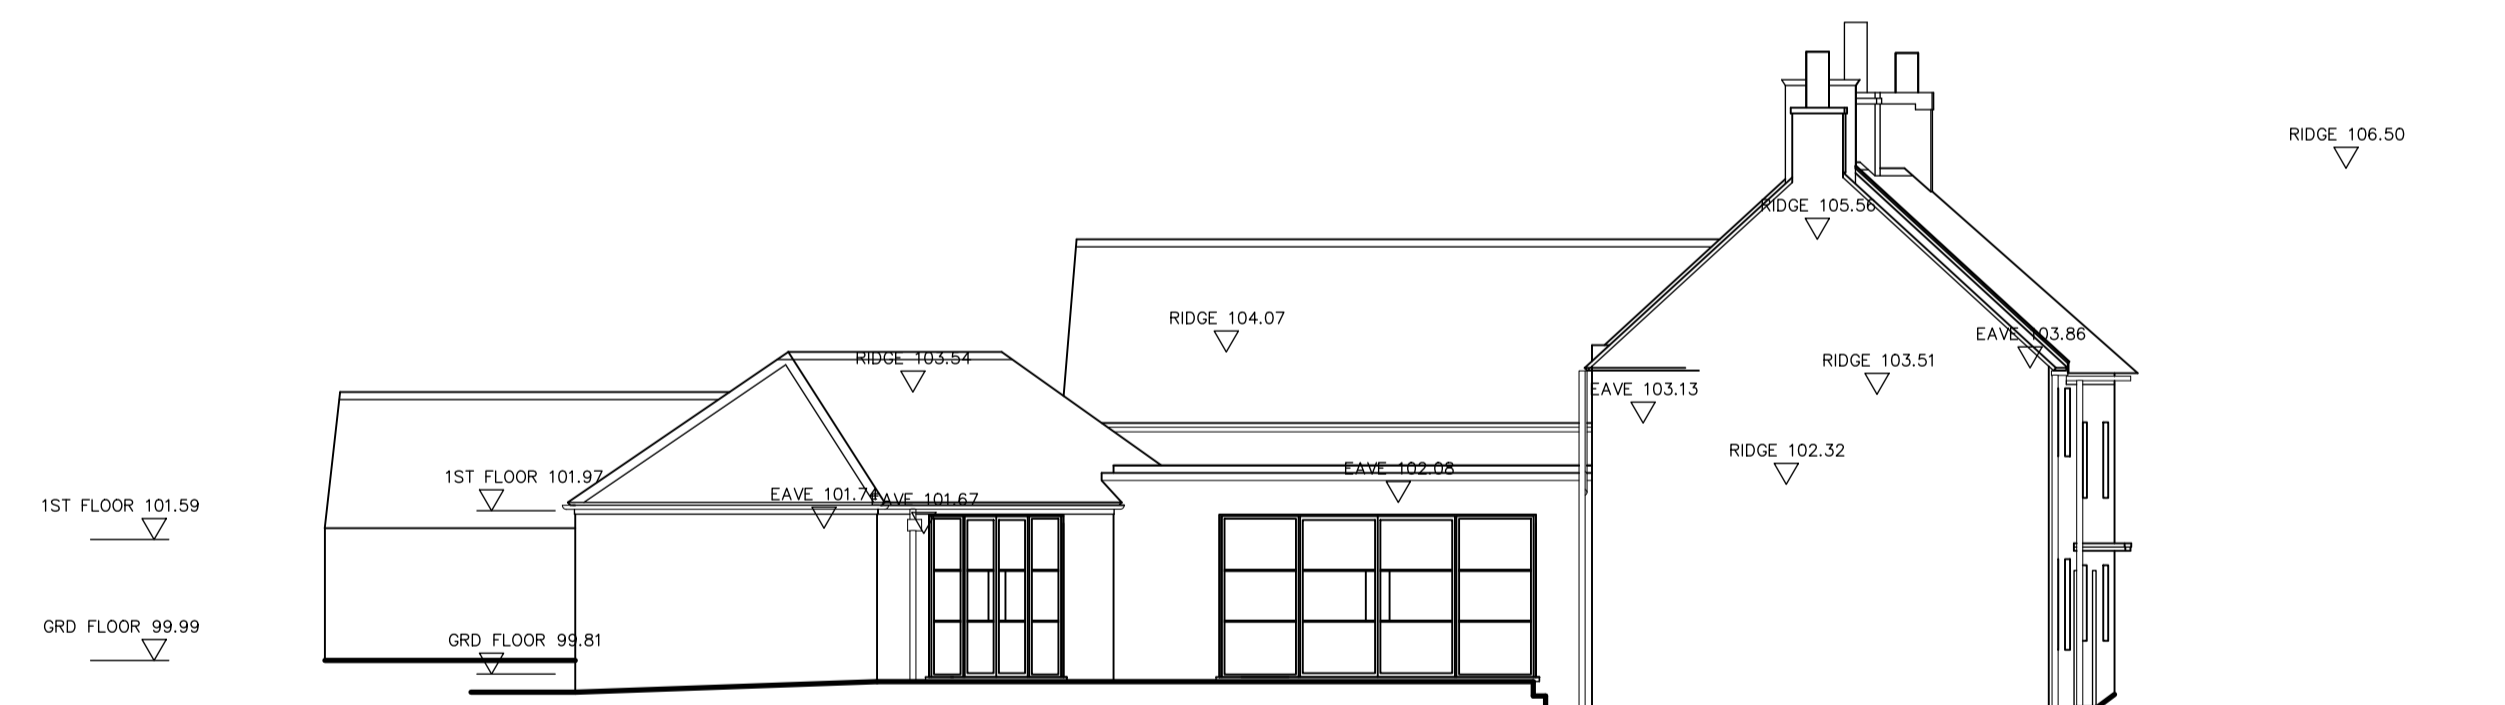 RIDGE 106.50
RIDGE 105.56
RIDGE 104.07
EAVE 103.86
RIDGE 103.54
RIDGE 103.51
EAVE 103.13
RIDGE 102.32
EAVE 102.08
1ST FLOOR 101.97
EAVE 101.74
EAVE 101.67
1ST FLOOR 101.59
GRD FLOOR 99.99
GRD FLOOR 99.81